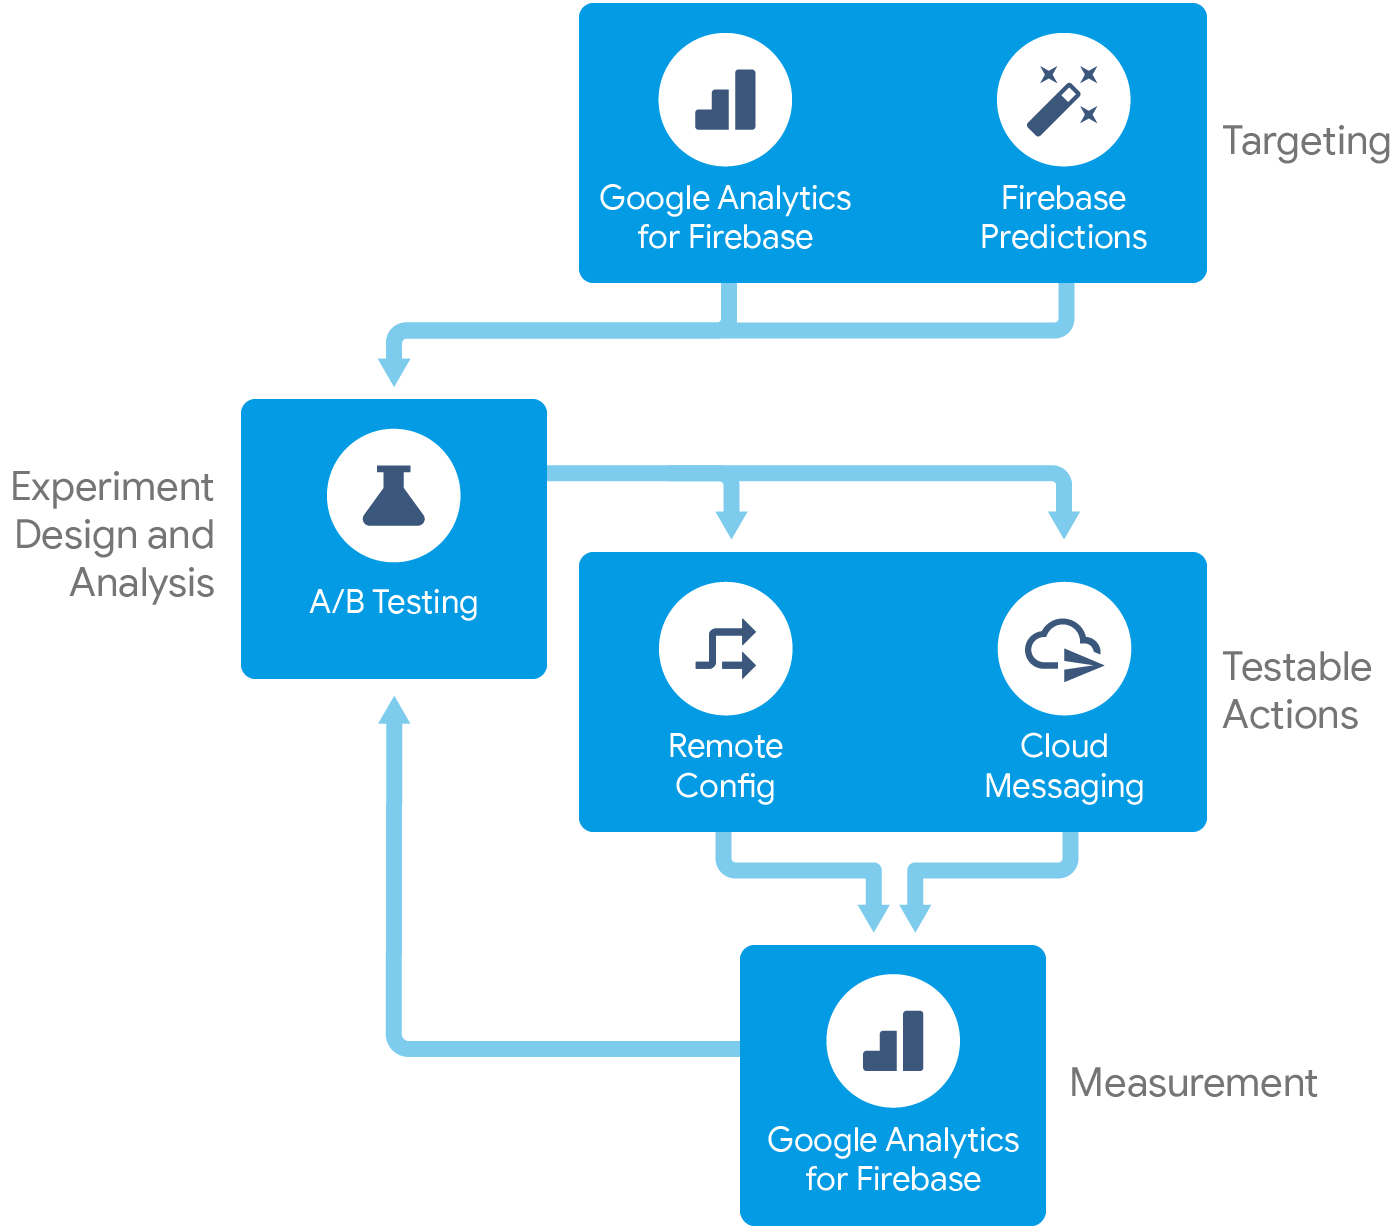 Google Analytics
for Firebase
Firebase
Predictions
Targeting
Experiment
Design and
Analysis
A/B Testing
Remote
Config
Cloud
Messaging
Testable
Actions
Google Analytics
for Firebase
Measurement